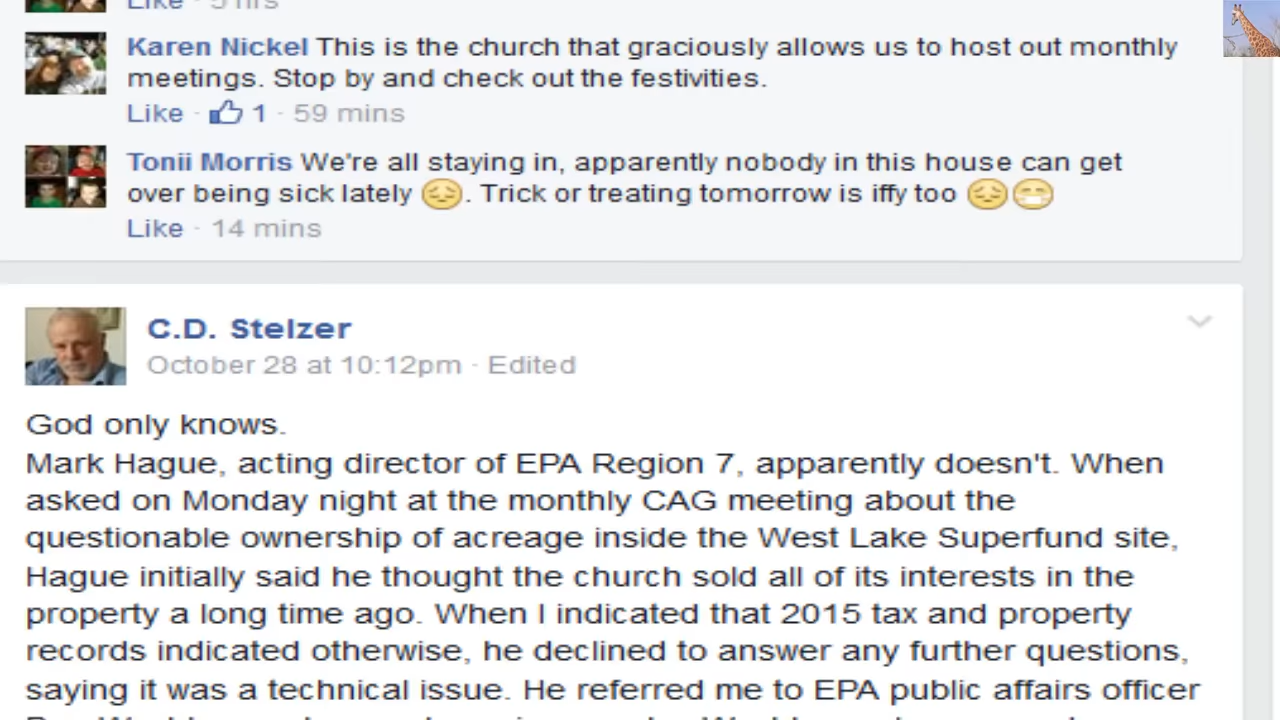 Like · 5 hrs
Karen Nickel This is the church that graciously allows us to host out monthly
meetings. Stop by and check out the festivities.
Like · 1 · 59 mins
Tonii Morris We're all staying in, apparently nobody in this house can get
over being sick lately 😔. Trick or treating tomorrow is iffy too 😔😷
Like · 14 mins
C.D. Stelzer
October 28 at 10:12pm · Edited
God only knows.
Mark Hague, acting director of EPA Region 7, apparently doesn't. When
asked on Monday night at the monthly CAG meeting about the
questionable ownership of acreage inside the West Lake Superfund site,
Hague initially said he thought the church sold all of its interests in the
property a long time ago. When I indicated that 2015 tax and property
records indicated otherwise, he declined to answer any further questions,
saying it was a technical issue. He referred me to EPA public affairs officer